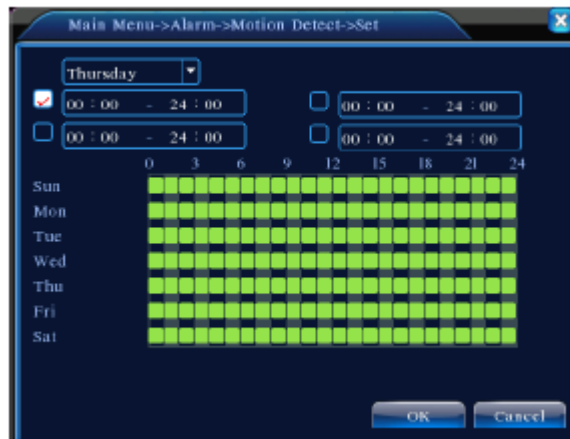 Main Menu->Alarm->Motion Detect->Set
Thursday
00 : 00 - 24 : 00 00 : 00 - 24 : 00
00 : 00 - 24 : 00 00 : 00 - 24 : 00
0 3 6 9 12 15 18 21 24
Sun
Mon
Tue
Wed
Thu
Fri
Sat
OK Cancel